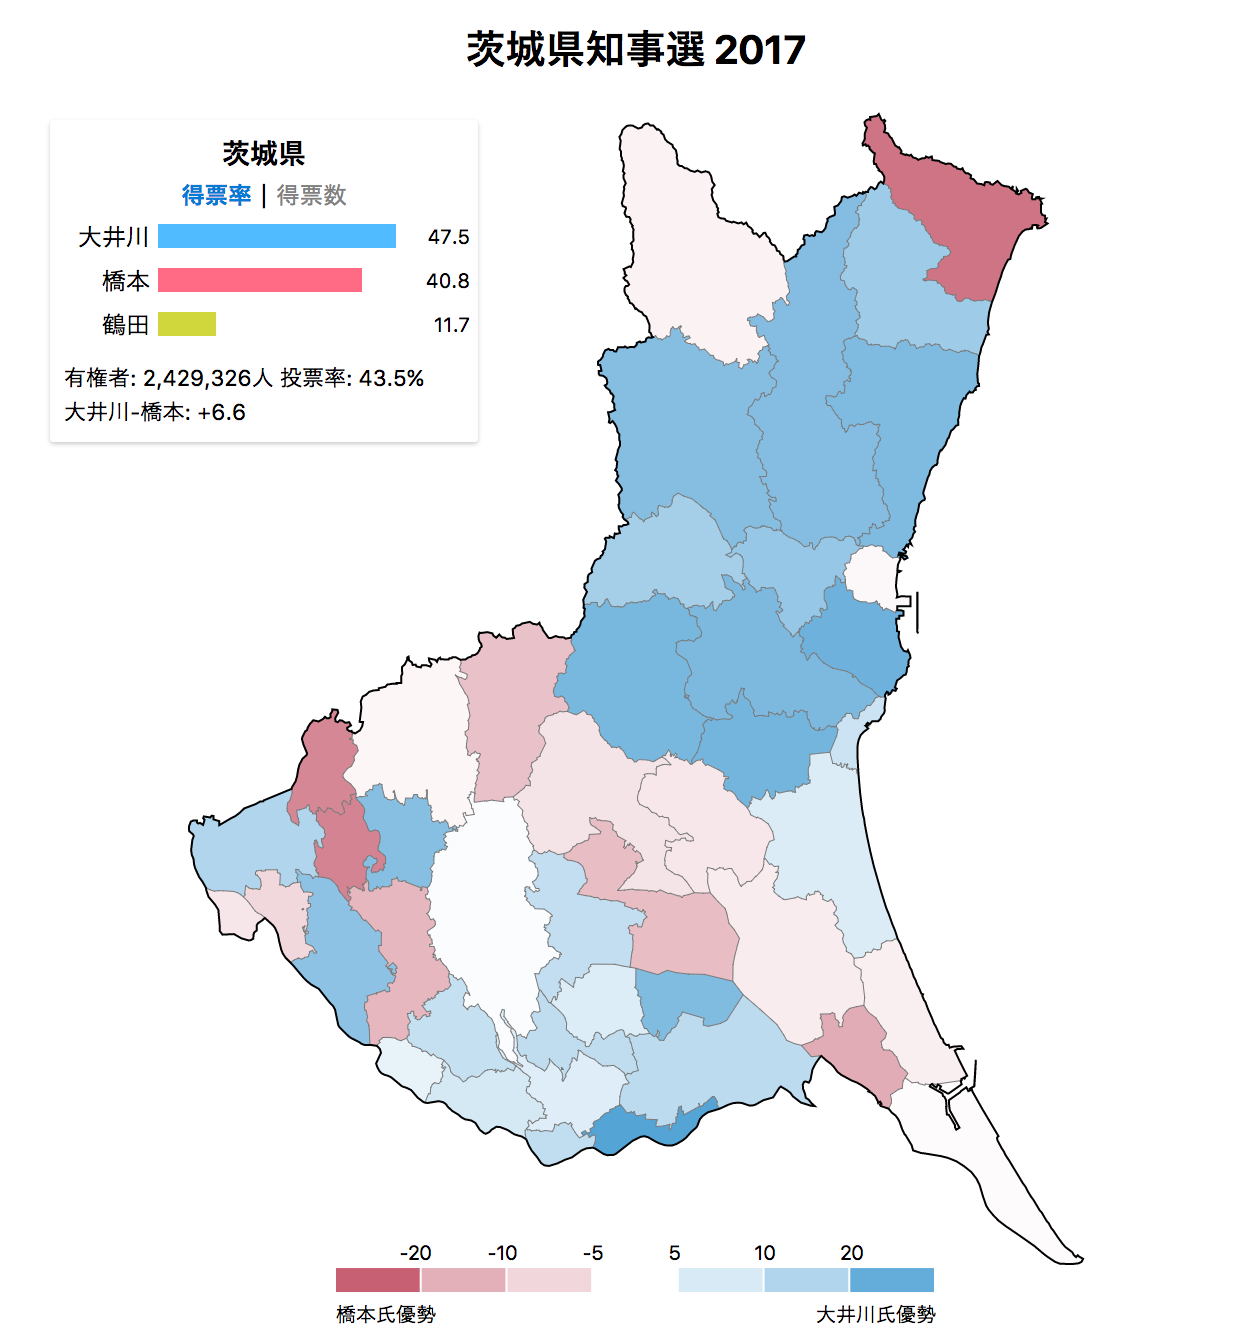 茨城県知事選 2017
茨城県
得票率 | 得票数
大井川 47.5
橋本 40.8
鶴田 11.7
有権者: 2,429,326人 投票率: 43.5%
大井川-橋本: +6.6
-20 -10 -5 5 10 20
橋本氏優勢 大井川氏優勢